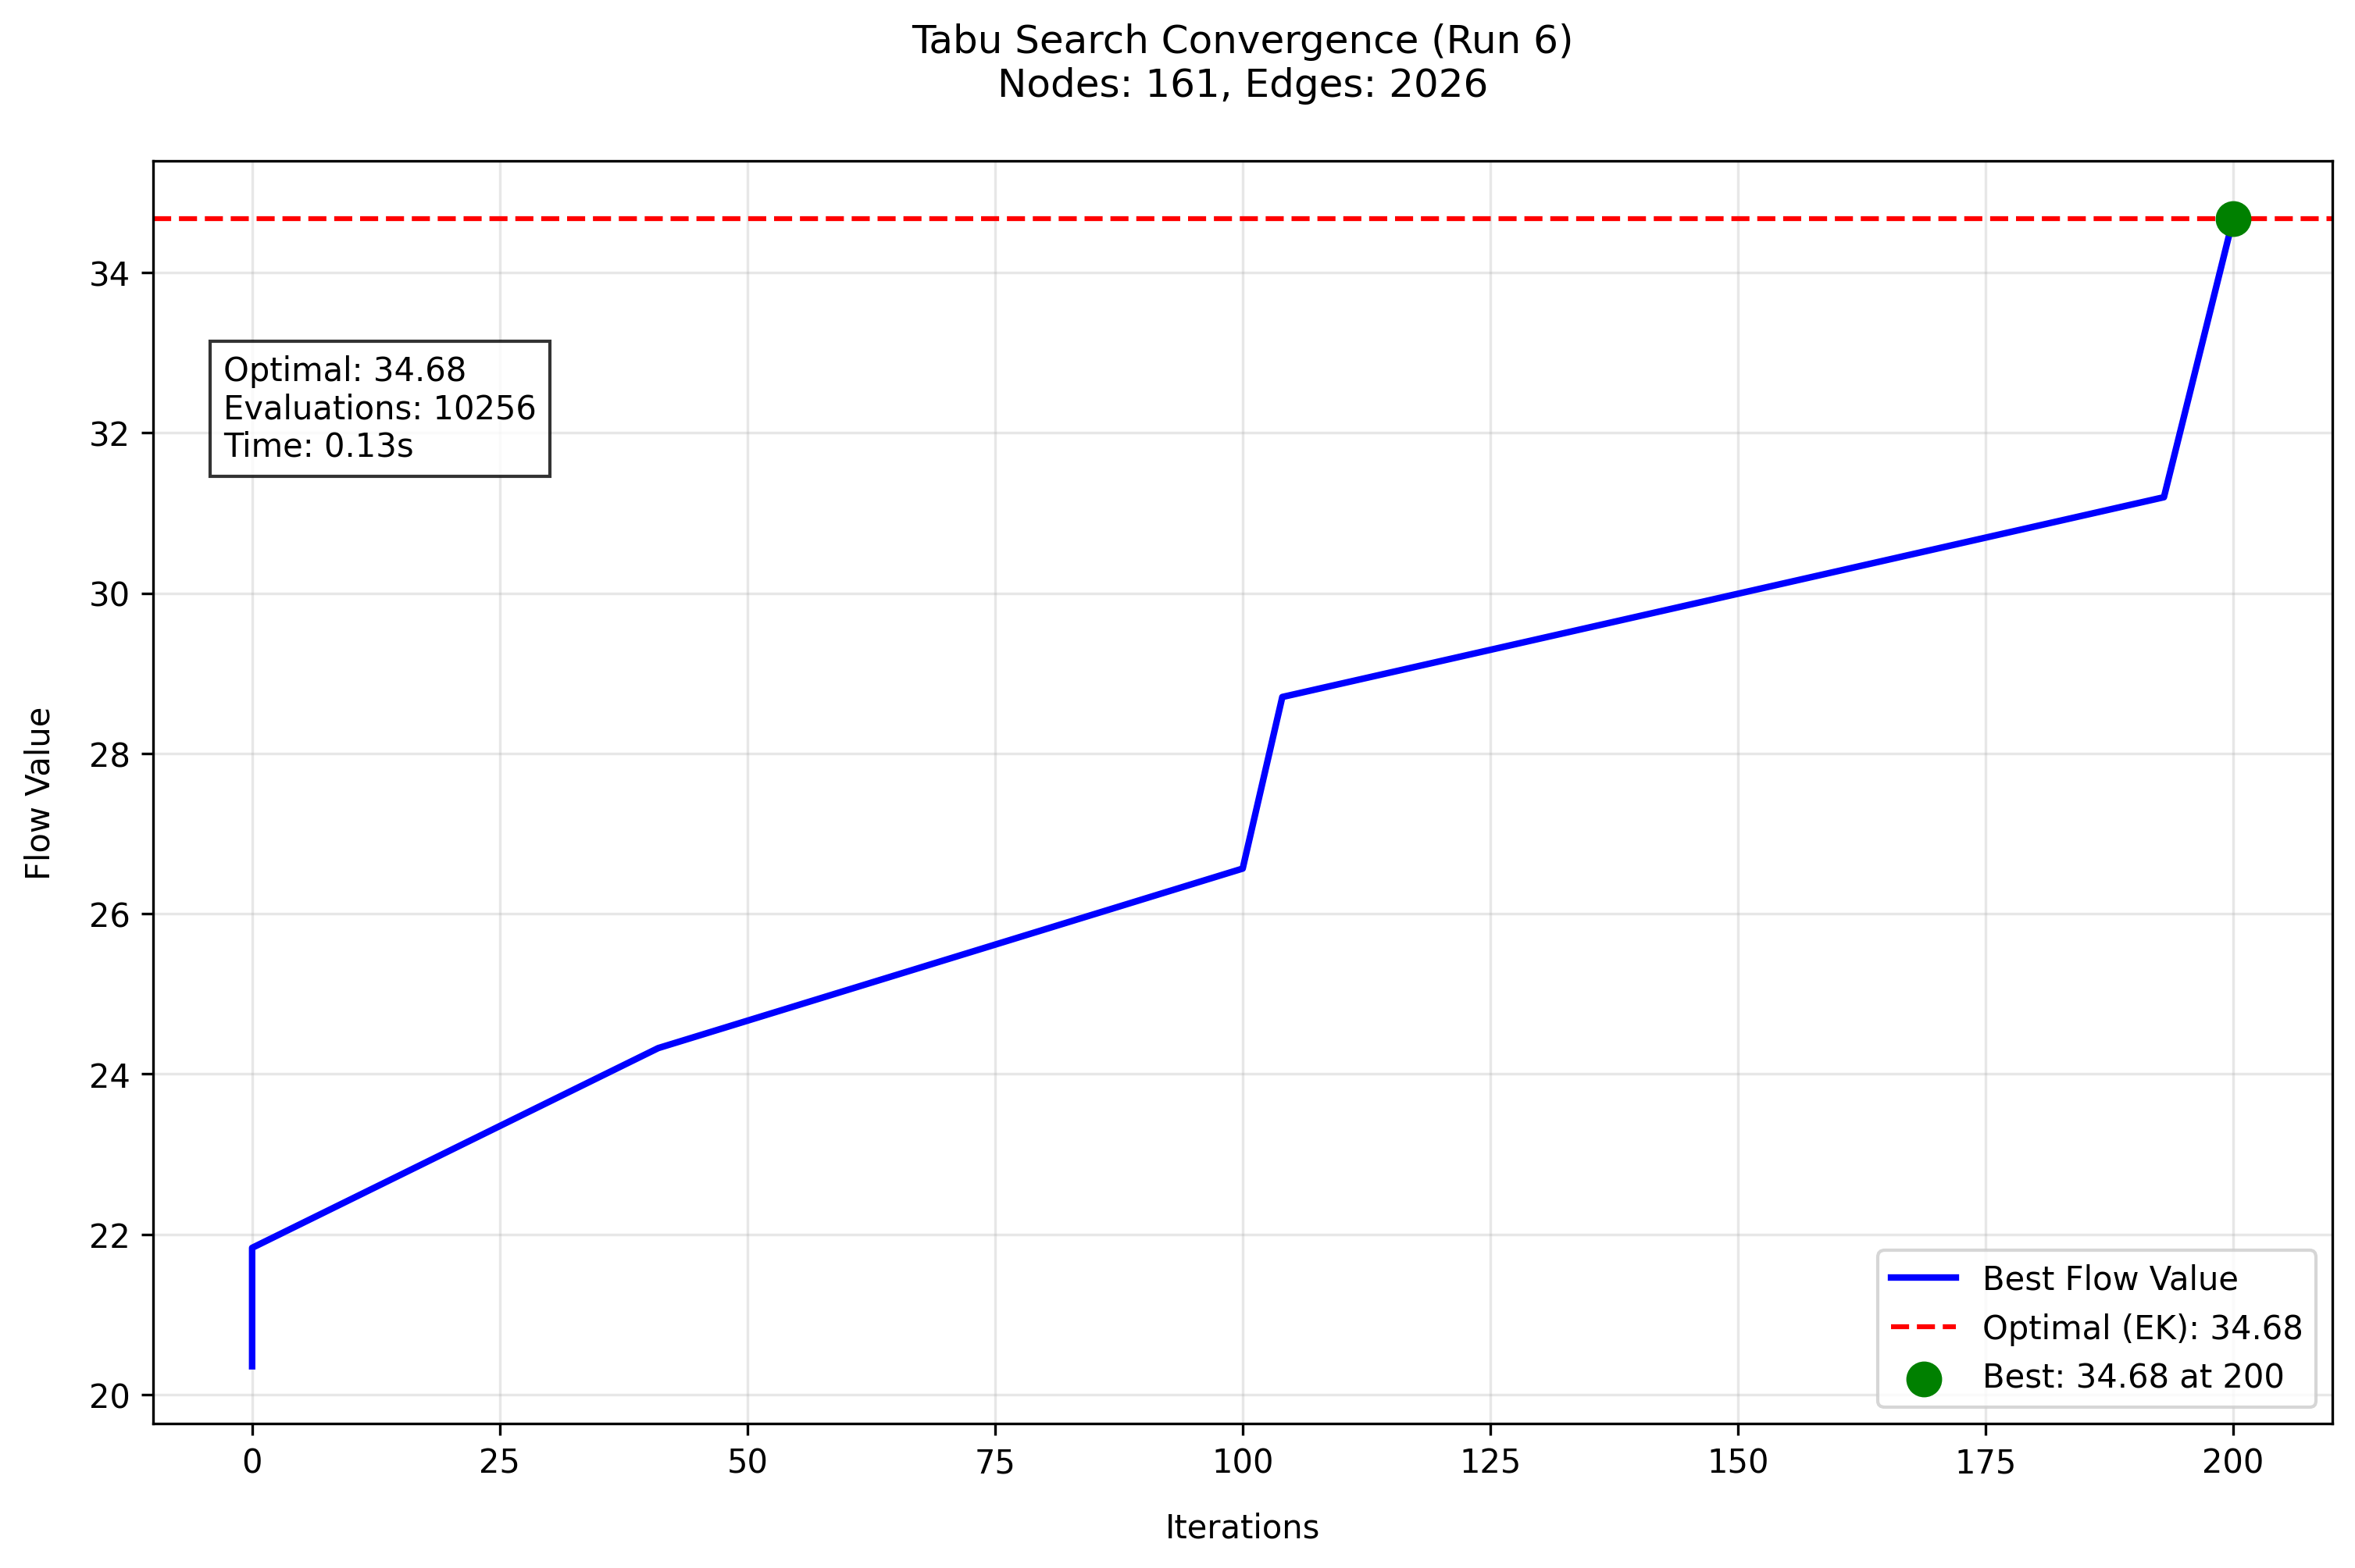 Tabu Search Convergence (Run 6)
Nodes: 161, Edges: 2026
34
32
30
28
26
24
22
20
Flow Value
Optimal: 34.68
Evaluations: 10256
Time: 0.13s
Best Flow Value
Optimal (EK): 34.68
Best: 34.68 at 200
0 25 50 75 100 125 150 175 200
Iterations